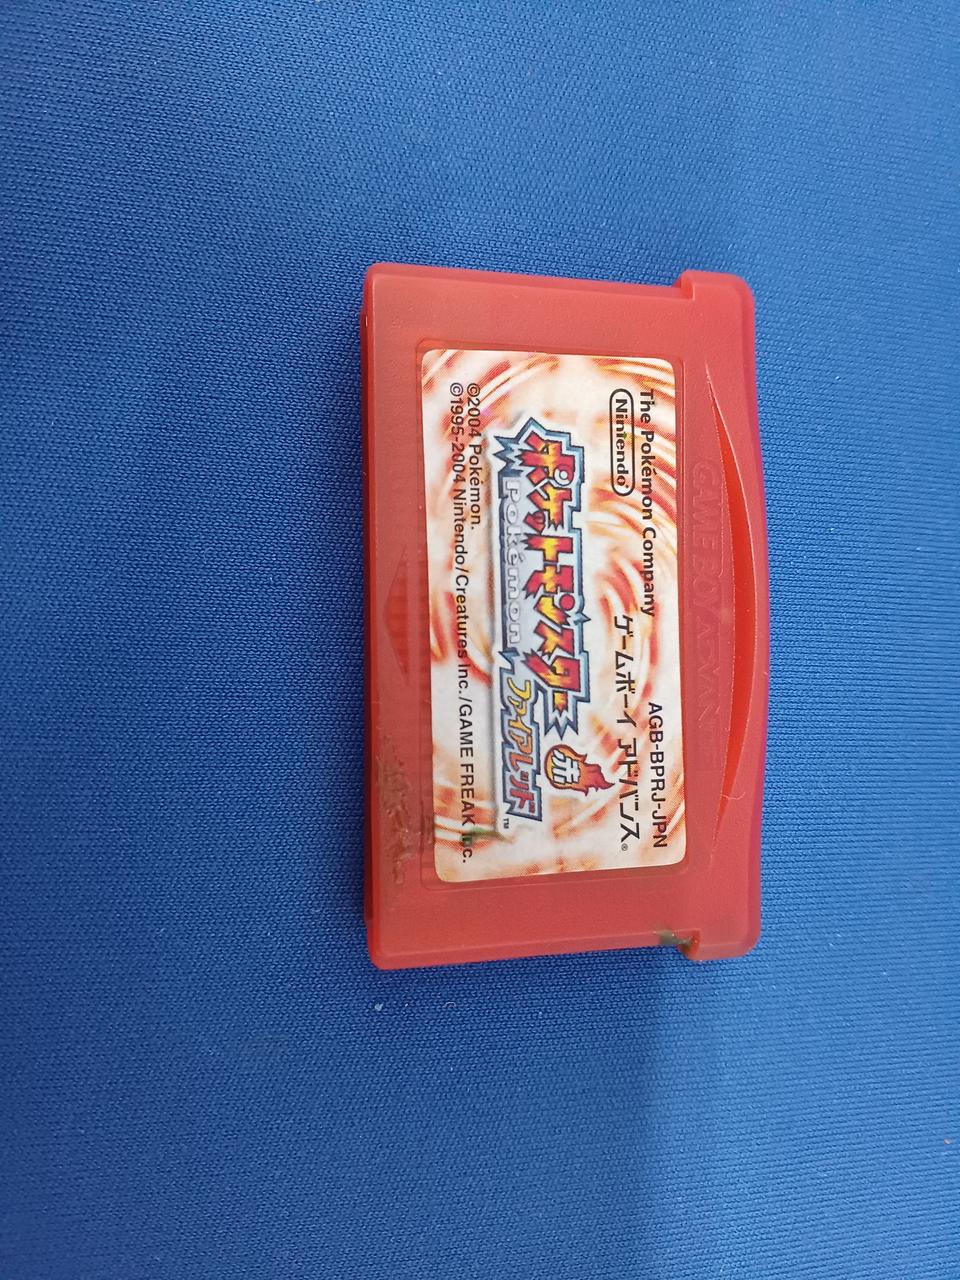 GAME BOY ADVANCE
The Pokémon Company
AGB-BPRJ-JPN
Nintendo®
ゲームボーイ アドバンス®
ポケットモンスター
Pokémon
ファイアレッド
赤
TM
©2004 Pokémon.
©1995-2004 Nintendo/Creatures inc./GAME FREAK inc.